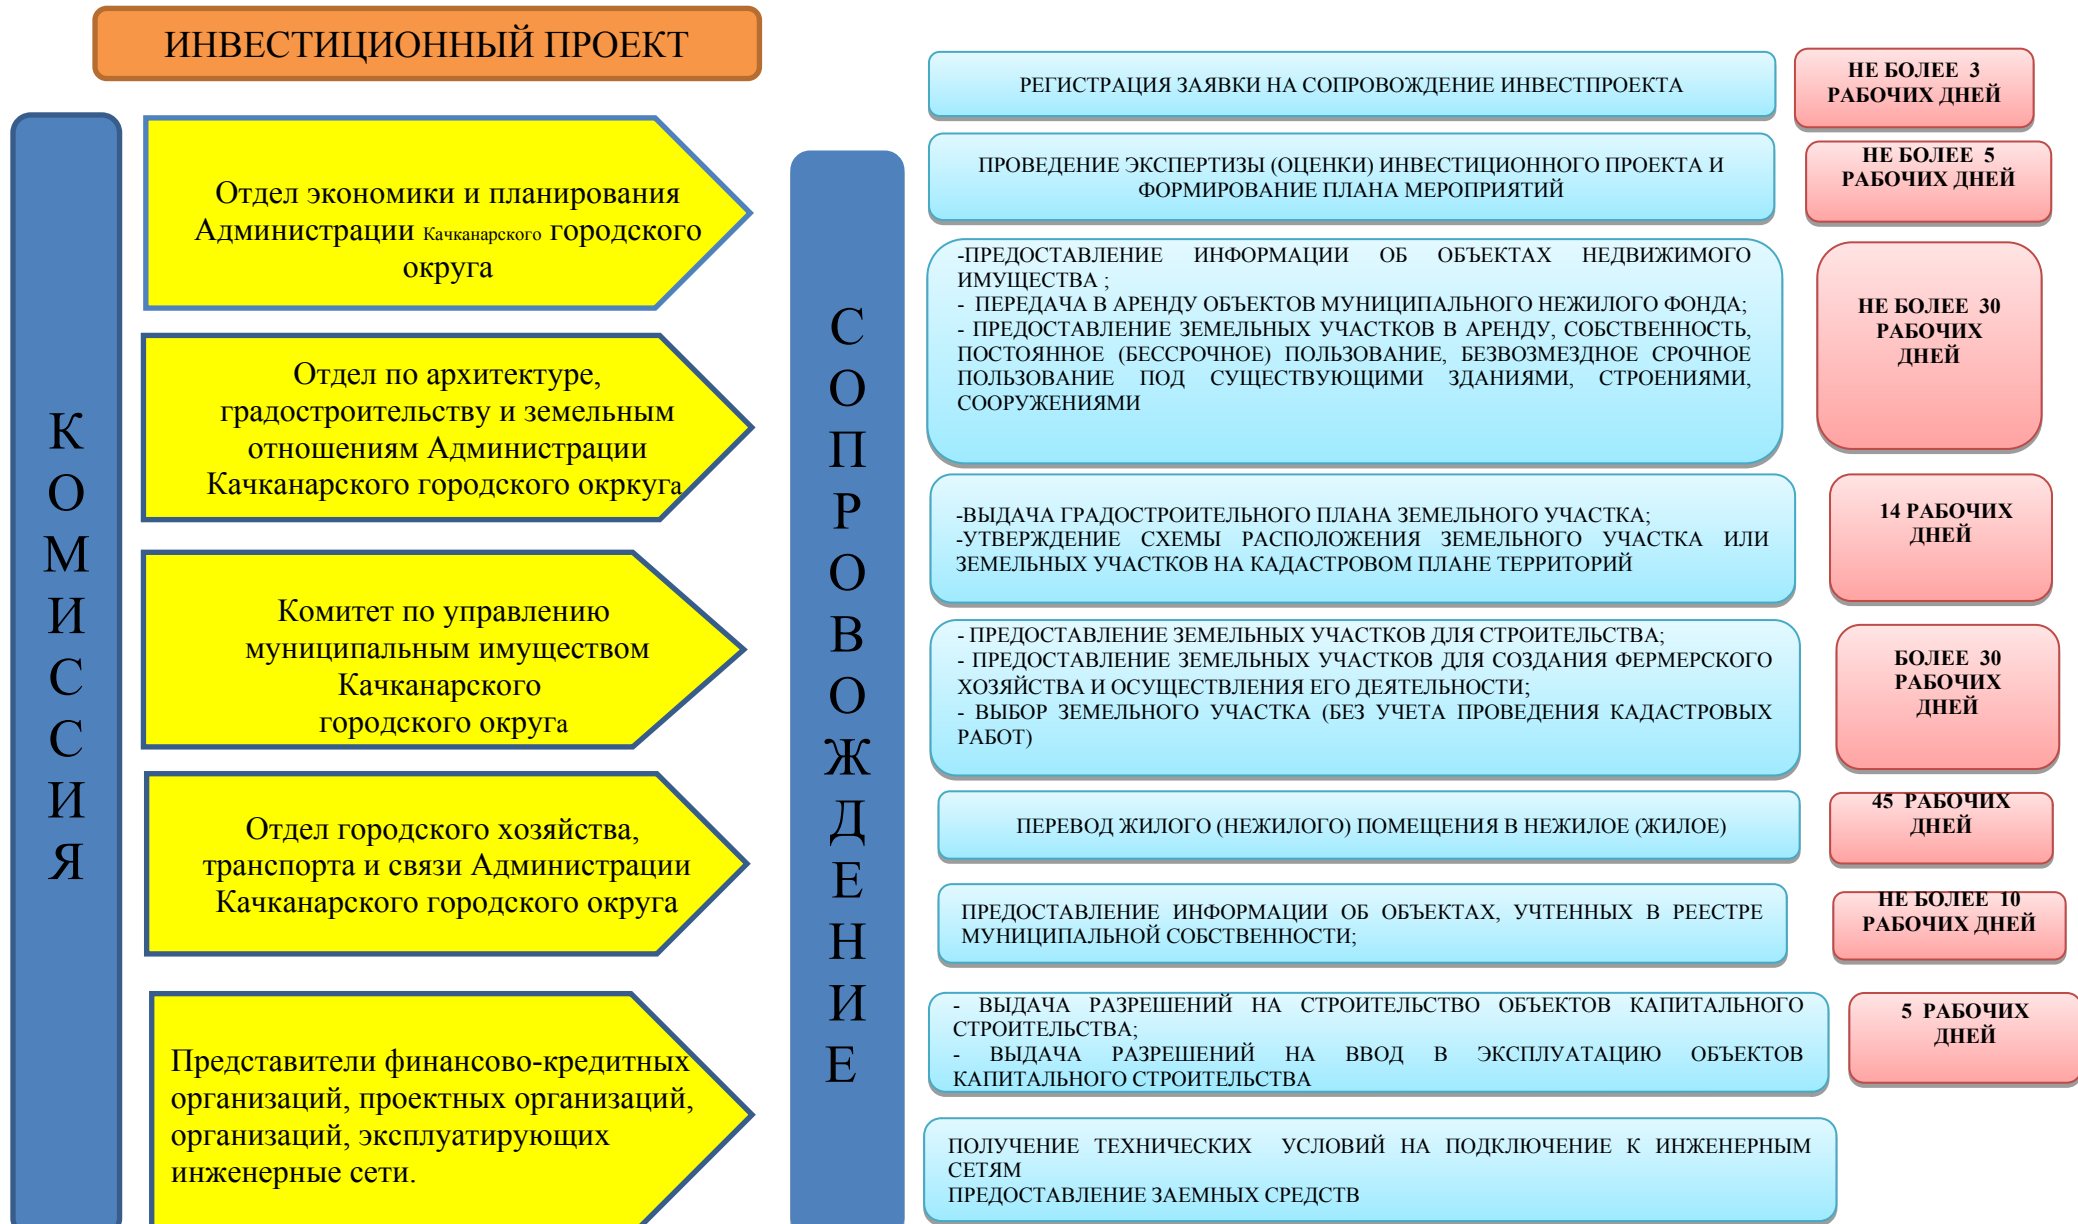 ИНВЕСТИЦИОННЫЙ ПРОЕКТ
КОМИССИЯ
Отдел экономики и планирования
Администрации Качканарского городского
округа
Отдел по архитектуре,
градостроительству и земельным
отношениям Администрации
Качканарского городского окркуга
Комитет по управлению
муниципальным имуществом
Качканарского
городского округа
Отдел городского хозяйства,
транспорта и связи Администрации
Качканарского городского округа
Представители финансово-кредитных
организаций, проектных организаций,
организаций, эксплуатирующих
инженерные сети.
СОПРОВОЖДЕНИЕ
РЕГИСТРАЦИЯ ЗАЯВКИ НА СОПРОВОЖДЕНИЕ ИНВЕСТПРОЕКТА
НЕ БОЛЕЕ 3
РАБОЧИХ ДНЕЙ
ПРОВЕДЕНИЕ ЭКСПЕРТИЗЫ (ОЦЕНКИ) ИНВЕСТИЦИОННОГО ПРОЕКТА И
ФОРМИРОВАНИЕ ПЛАНА МЕРОПРИЯТИЙ
НЕ БОЛЕЕ 5
РАБОЧИХ ДНЕЙ
-ПРЕДОСТАВЛЕНИЕ ИНФОРМАЦИИ ОБ ОБЪЕКТАХ НЕДВИЖИМОГО
ИМУЩЕСТВА ;
- ПЕРЕДАЧА В АРЕНДУ ОБЪЕКТОВ МУНИЦИПАЛЬНОГО НЕЖИЛОГО ФОНДА;
- ПРЕДОСТАВЛЕНИЕ ЗЕМЕЛЬНЫХ УЧАСТКОВ В АРЕНДУ, СОБСТВЕННОСТЬ,
ПОСТОЯННОЕ (БЕССРОЧНОЕ) ПОЛЬЗОВАНИЕ, БЕЗВОЗМЕЗДНОЕ СРОЧНОЕ
ПОЛЬЗОВАНИЕ ПОД СУЩЕСТВУЮЩИМИ ЗДАНИЯМИ, СТРОЕНИЯМИ,
СООРУЖЕНИЯМИ
НЕ БОЛЕЕ 30
РАБОЧИХ
ДНЕЙ
-ВЫДАЧА ГРАДОСТРОИТЕЛЬНОГО ПЛАНА ЗЕМЕЛЬНОГО УЧАСТКА;
-УТВЕРЖДЕНИЕ СХЕМЫ РАСПОЛОЖЕНИЯ ЗЕМЕЛЬНОГО УЧАСТКА ИЛИ
ЗЕМЕЛЬНЫХ УЧАСТКОВ НА КАДАСТРОВОМ ПЛАНЕ ТЕРРИТОРИЙ
14 РАБОЧИХ
ДНЕЙ
- ПРЕДОСТАВЛЕНИЕ ЗЕМЕЛЬНЫХ УЧАСТКОВ ДЛЯ СТРОИТЕЛЬСТВА;
- ПРЕДОСТАВЛЕНИЕ ЗЕМЕЛЬНЫХ УЧАСТКОВ ДЛЯ СОЗДАНИЯ ФЕРМЕРСКОГО
ХОЗЯЙСТВА И ОСУЩЕСТВЛЕНИЯ ЕГО ДЕЯТЕЛЬНОСТИ;
- ВЫБОР ЗЕМЕЛЬНОГО УЧАСТКА (БЕЗ УЧЕТА ПРОВЕДЕНИЯ КАДАСТРОВЫХ
РАБОТ)
БОЛЕЕ 30
РАБОЧИХ
ДНЕЙ
ПЕРЕВОД ЖИЛОГО (НЕЖИЛОГО) ПОМЕЩЕНИЯ В НЕЖИЛОЕ (ЖИЛОЕ)
45 РАБОЧИХ
ДНЕЙ
ПРЕДОСТАВЛЕНИЕ ИНФОРМАЦИИ ОБ ОБЪЕКТАХ, УЧТЕННЫХ В РЕЕСТРЕ
МУНИЦИПАЛЬНОЙ СОБСТВЕННОСТИ;
НЕ БОЛЕЕ 10
РАБОЧИХ ДНЕЙ
- ВЫДАЧА РАЗРЕШЕНИЙ НА СТРОИТЕЛЬСТВО ОБЪЕКТОВ КАПИТАЛЬНОГО
СТРОИТЕЛЬСТВА;
- ВЫДАЧА РАЗРЕШЕНИЙ НА ВВОД В ЭКСПЛУАТАЦИЮ ОБЪЕКТОВ
КАПИТАЛЬНОГО СТРОИТЕЛЬСТВА
5 РАБОЧИХ
ДНЕЙ
ПОЛУЧЕНИЕ ТЕХНИЧЕСКИХ УСЛОВИЙ НА ПОДКЛЮЧЕНИЕ К ИНЖЕНЕРНЫМ
СЕТЯМ
ПРЕДОСТАВЛЕНИЕ ЗАЕМНЫХ СРЕДСТВ